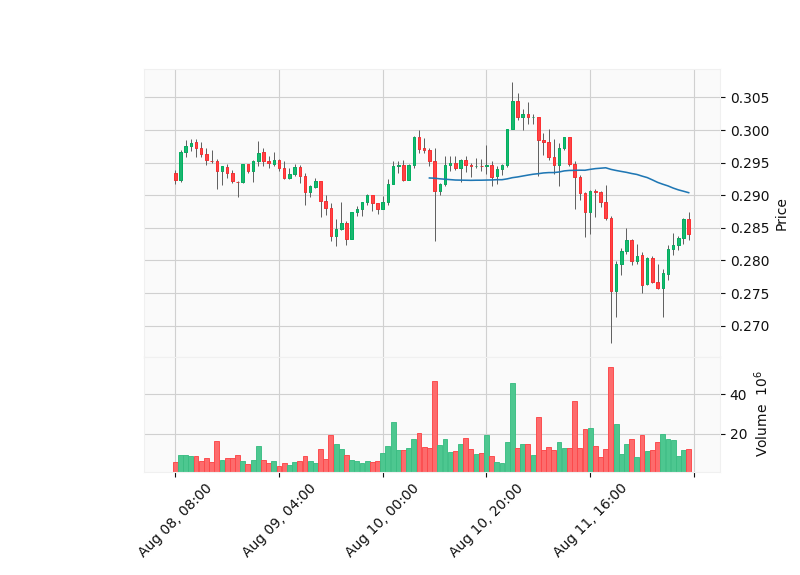 0.305
0.300
0.295
0.290
0.285
0.280
0.275
0.270
Price
40
20
Volume 10⁶
Aug 08, 08:00
Aug 09, 04:00
Aug 10, 00:00
Aug 10, 20:00
Aug 11, 16:00